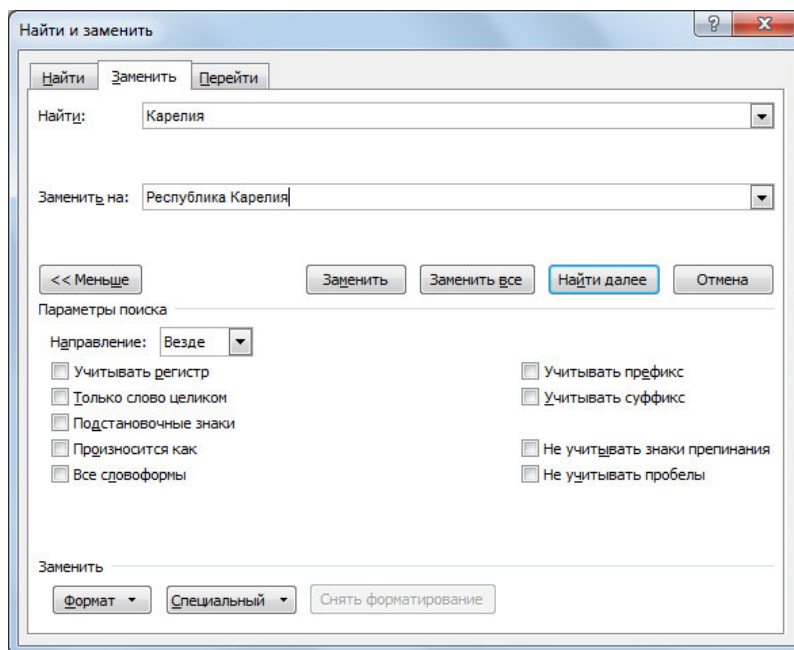 Найти и заменить
Найти Заменить Перейти
Найти: Карелия
Заменить на: Республика Карелия
<< Меньше Заменить Заменить все Найти далее Отмена
Параметры поиска
Направление: Везде
Учитывать регистр Учитывать префикс
Только слово целиком Учитывать суффикс
Подстановочные знаки
Произносится как Не учитывать знаки препинания
Все словоформы Не учитывать пробелы
Заменить
Формат Специальный Снять форматирование